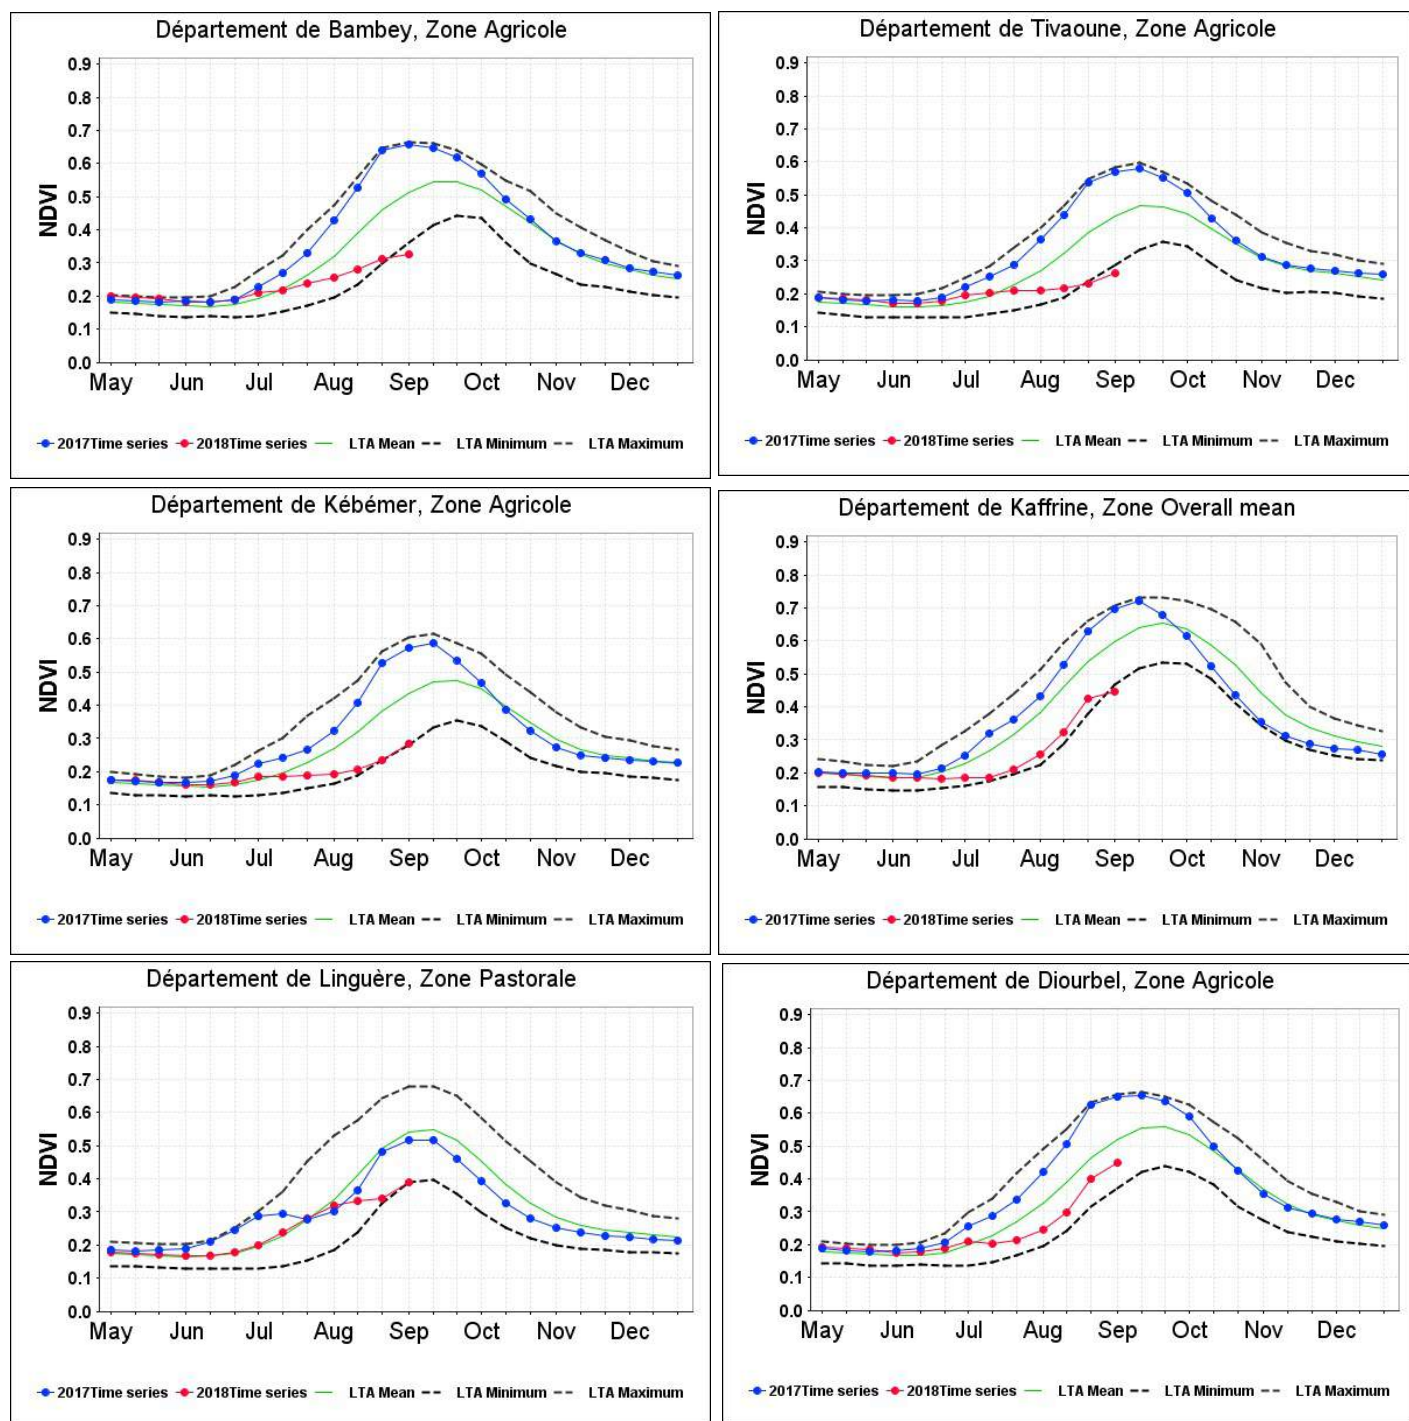 Département de Bambey, Zone Agricole
0.9
0.8
0.7
0.6
0.5
0.4
0.3
0.2
0.1
0.0
NDVI
May Jun Jul Aug Sep Oct Nov Dec
2017Time series 2018Time series LTA Mean LTA Minimum LTA Maximum
Département de Tivaoune, Zone Agricole
0.9
0.8
0.7
0.6
0.5
0.4
0.3
0.2
0.1
0.0
NDVI
May Jun Jul Aug Sep Oct Nov Dec
2017Time series 2018Time series LTA Mean LTA Minimum LTA Maximum
Département de Kébémer, Zone Agricole
0.9
0.8
0.7
0.6
0.5
0.4
0.3
0.2
0.1
0.0
NDVI
May Jun Jul Aug Sep Oct Nov Dec
2017Time series 2018Time series LTA Mean LTA Minimum LTA Maximum
Département de Kaffrine, Zone Overall mean
0.9
0.8
0.7
0.6
0.5
0.4
0.3
0.2
0.1
0.0
NDVI
May Jun Jul Aug Sep Oct Nov Dec
2017Time series 2018Time series LTA Mean LTA Minimum LTA Maximum
Département de Linguère, Zone Pastorale
0.9
0.8
0.7
0.6
0.5
0.4
0.3
0.2
0.1
0.0
NDVI
May Jun Jul Aug Sep Oct Nov Dec
2017Time series 2018Time series LTA Mean LTA Minimum LTA Maximum
Département de Diourbel, Zone Agricole
0.9
0.8
0.7
0.6
0.5
0.4
0.3
0.2
0.1
0.0
NDVI
May Jun Jul Aug Sep Oct Nov Dec
2017Time series 2018Time series LTA Mean LTA Minimum LTA Maximum